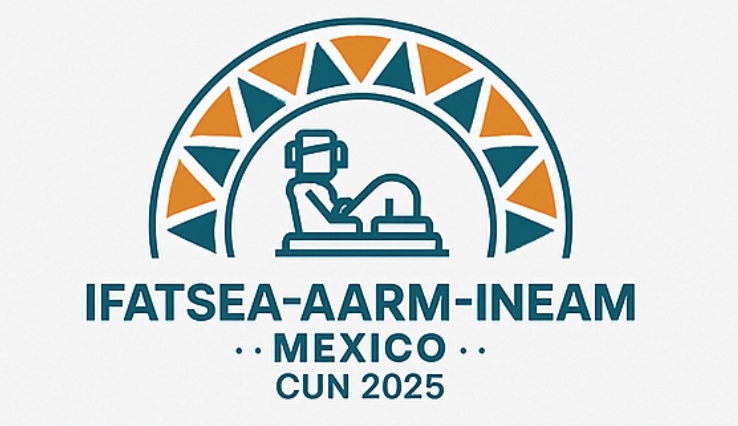 IFATSEA-AARM-INEAM
·· MEXICO ··
CUN 2025